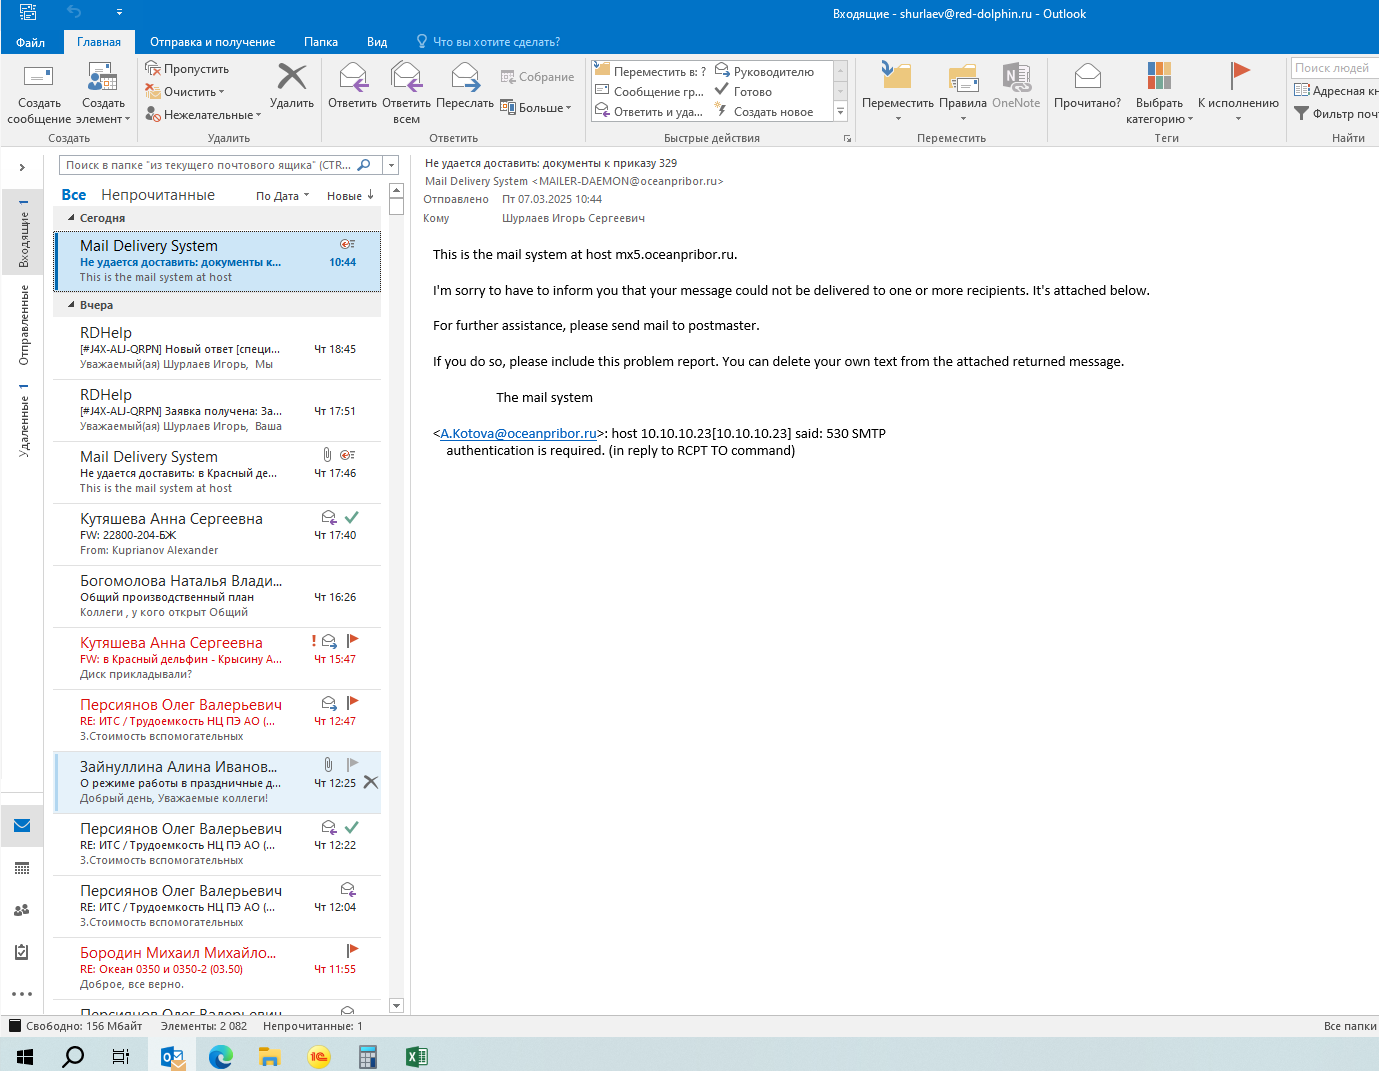 Входящие - shurlaev@red-dolphin.ru - Outlook
Файл
Главная
Отправка и получение
Папка
Вид
Что вы хотите сделать?
Создать сообщение
Создать элемент
Создать
Пропустить
Очистить
Нежелательные
Удалить
Удалить
Ответить
Ответить всем
Переслать
Собрание
Больше
Ответить
Переместить в: ?
Сообщение гр...
Ответить и уда...
Руководителю
Готово
Создать новое
Быстрые действия
Переместить
Правила
OneNote
Переместить
Прочитано?
Выбрать категорию
К исполнению
Теги
Поиск людей
Адресная кн
Фильтр поч
Найти
Входящие 1
Отправленные
Удаленные 1
Поиск в папке "из текущего почтового ящика" (CTR...
Все Непрочитанные По Дата Новые
Сегодня
Mail Delivery System
Не удается доставить: документы к... 10:44
This is the mail system at host
Вчера
RDHelp
[#J4X-ALJ-QRPN] Новый ответ [специ... Чт 18:45
Уважаемый(ая) Шурлаев Игорь, Мы
RDHelp
[#J4X-ALJ-QRPN] Заявка получена: За... Чт 17:51
Уважаемый(ая) Шурлаев Игорь, Ваша
Mail Delivery System
Не удается доставить: в Красный де... Чт 17:46
This is the mail system at host
Кутяшева Анна Сергеевна
FW: 22800-204-БЖ Чт 17:40
From: Kuprianov Alexander
Богомолова Наталья Влади...
Общий производственный план Чт 16:26
Коллеги , у кого открыт Общий
Кутяшева Анна Сергеевна
FW: в Красный дельфин - Крысину А... Чт 15:47
Диск прикладывали?
Персиянов Олег Валерьевич
RE: ИТС / Трудоемкость НЦ ПЭ АО (... Чт 12:47
3.Стоимость вспомогательных
Зайнуллина Алина Иванов...
О режиме работы в праздничные д... Чт 12:25
Добрый день, Уважаемые коллеги!
Персиянов Олег Валерьевич
RE: ИТС / Трудоемкость НЦ ПЭ АО (... Чт 12:22
3.Стоимость вспомогательных
Персиянов Олег Валерьевич
RE: ИТС / Трудоемкость НЦ ПЭ АО (... Чт 12:04
3.Стоимость вспомогательных
Бородин Михаил Михайло...
RE: Океан 0350 и 0350-2 (03.50) Чт 11:55
Доброе, все верно.
Персиянов Олег Валерьевич
Не удается доставить: документы к приказу 329
Mail Delivery System <MAILER-DAEMON@oceanpribor.ru>
Отправлено Пт 07.03.2025 10:44
Кому Шурлаев Игорь Сергеевич
This is the mail system at host mx5.oceanpribor.ru.
I'm sorry to have to inform you that your message could not be delivered to one or more recipients. It's attached below.
For further assistance, please send mail to postmaster.
If you do so, please include this problem report. You can delete your own text from the attached returned message.
The mail system
<A.Kotova@oceanpribor.ru>: host 10.10.10.23[10.10.10.23] said: 530 SMTP
authentication is required. (in reply to RCPT TO command)
Свободно: 156 Мбайт Элементы: 2 082 Непрочитанные: 1
Все папки